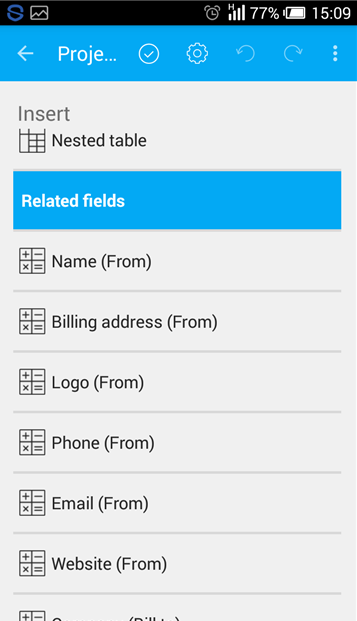 H 77% 15:09
Proje...
Insert
Nested table
Related fields
Name (From)
Billing address (From)
Logo (From)
Phone (From)
Email (From)
Website (From)